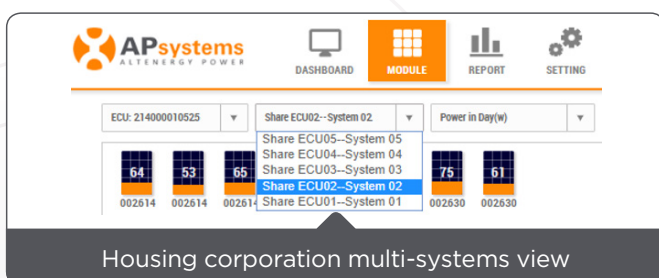 APsystems
ALTENERGY POWER
DASHBOARD MODULE REPORT SETTING
ECU: 214000010525 Share ECU02--System 02 Power in Day(w)
Share ECU05--System 05
Share ECU04--System 04
Share ECU03--System 03
Share ECU02--System 02
Share ECU01--System 01
64 53 65 75 61
002614 002614 002614 002630 002630
Housing corporation multi-systems view